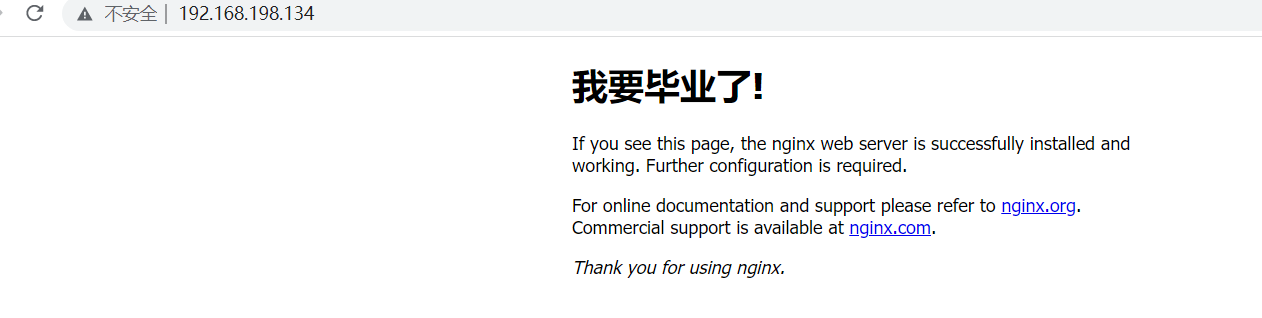 不安全 | 192.168.198.134
我要毕业了!
If you see this page, the nginx web server is successfully installed and
working. Further configuration is required.
For online documentation and support please refer to nginx.org.
Commercial support is available at nginx.com.
Thank you for using nginx.